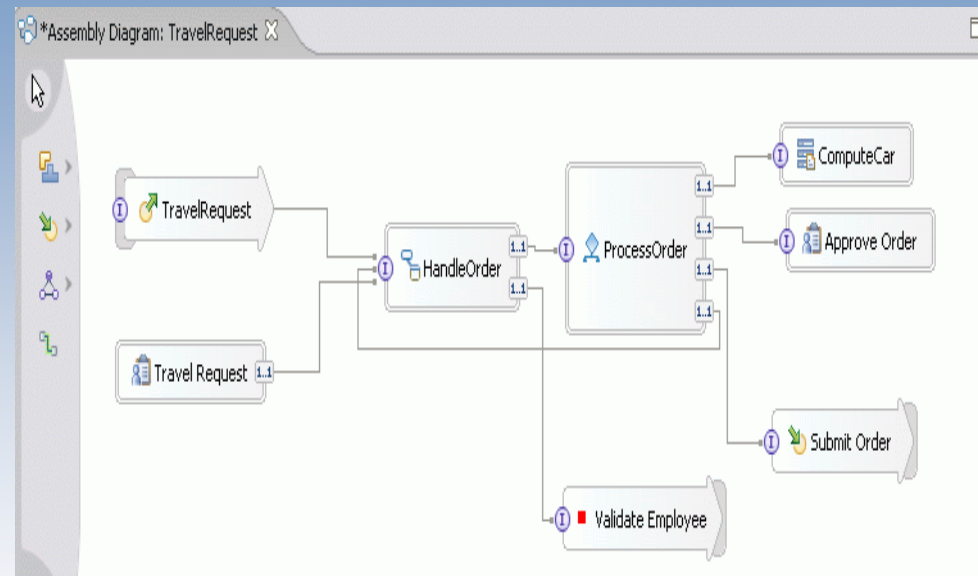 *Assembly Diagram: TravelRequest
I ComputeCar
I TravelRequest
1..1
1..1
I Approve Order
I HandleOrder
1..1
I ProcessOrder
1..1
1..1
1..1
Travel Request 1..1
I Submit Order
I Validate Employee